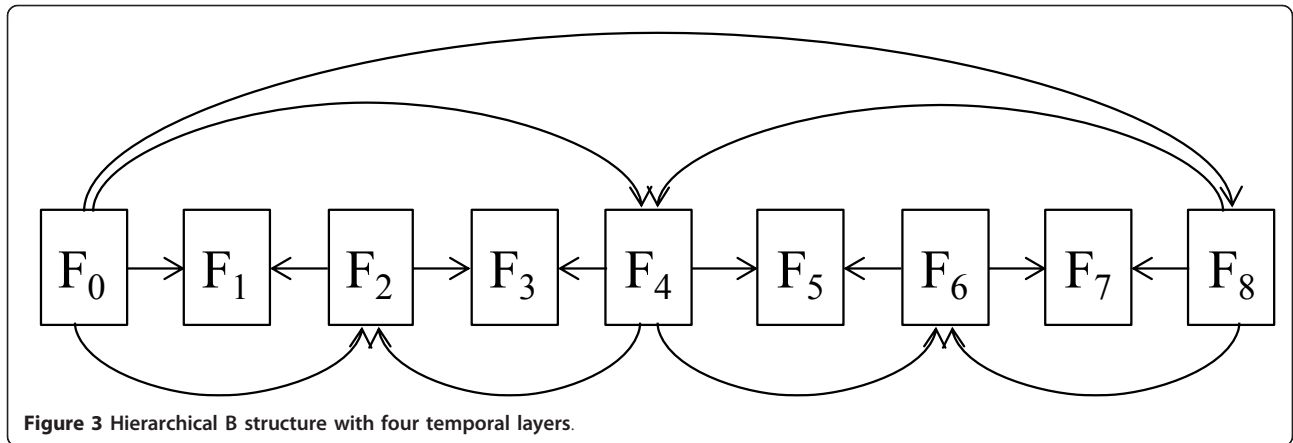 F0 F1 F2 F3 F4 F5 F6 F7 F8
Figure 3 Hierarchical B structure with four temporal layers.